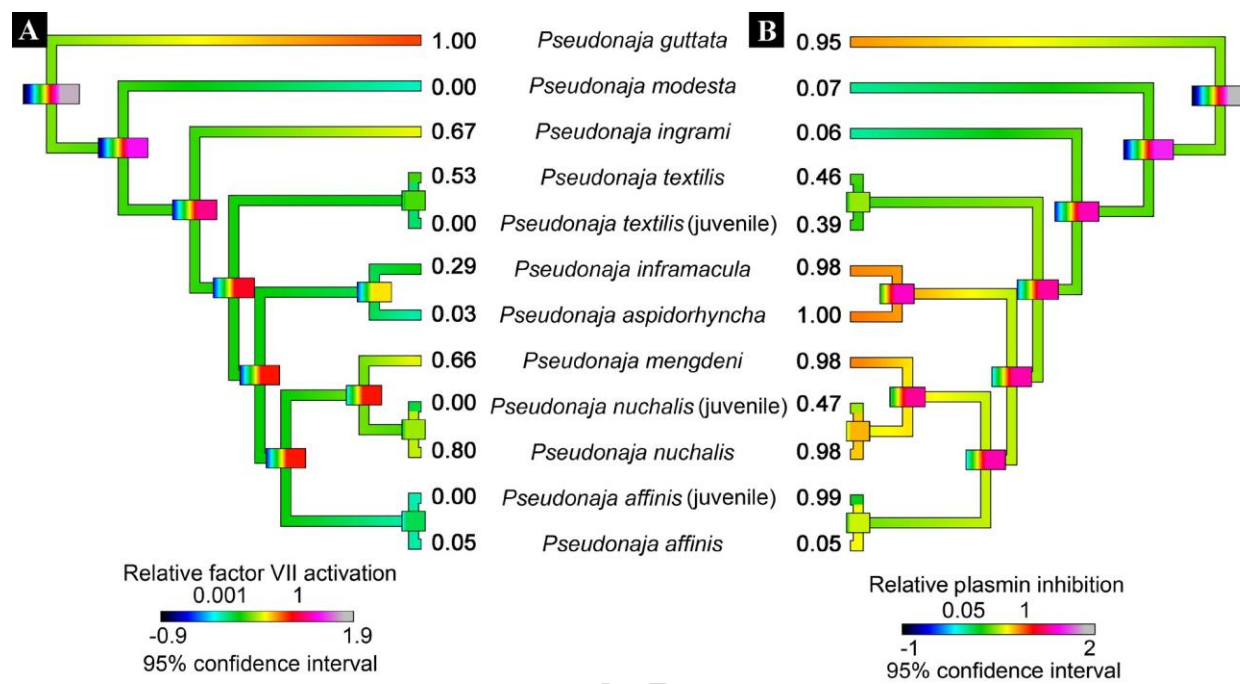 A
B
1.00 Pseudonaja guttata 0.95
0.00 Pseudonaja modesta 0.07
0.67 Pseudonaja ingrami 0.06
0.53 Pseudonaja textilis 0.46
0.00 Pseudonaja textilis (juvenile) 0.39
0.29 Pseudonaja inframacula 0.98
0.03 Pseudonaja aspidorhyncha 1.00
0.66 Pseudonaja mengdeni 0.98
0.00 Pseudonaja nuchalis (juvenile) 0.47
0.80 Pseudonaja nuchalis 0.98
0.00 Pseudonaja affinis (juvenile) 0.99
0.05 Pseudonaja affinis 0.05
Relative factor VII activation
0.001 1
-0.9 1.9
95% confidence interval
Relative plasmin inhibition
0.05 1
-1 2
95% confidence interval